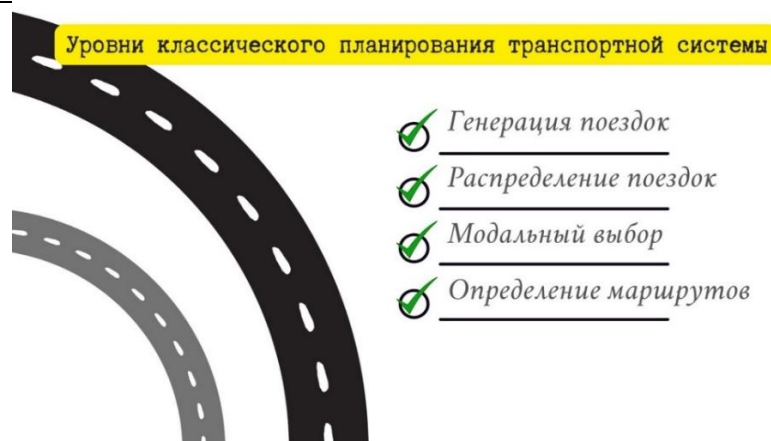 Уровни классического планирования транспортной системы
Генерация поездок
Распределение поездок
Модальный выбор
Определение маршрутов